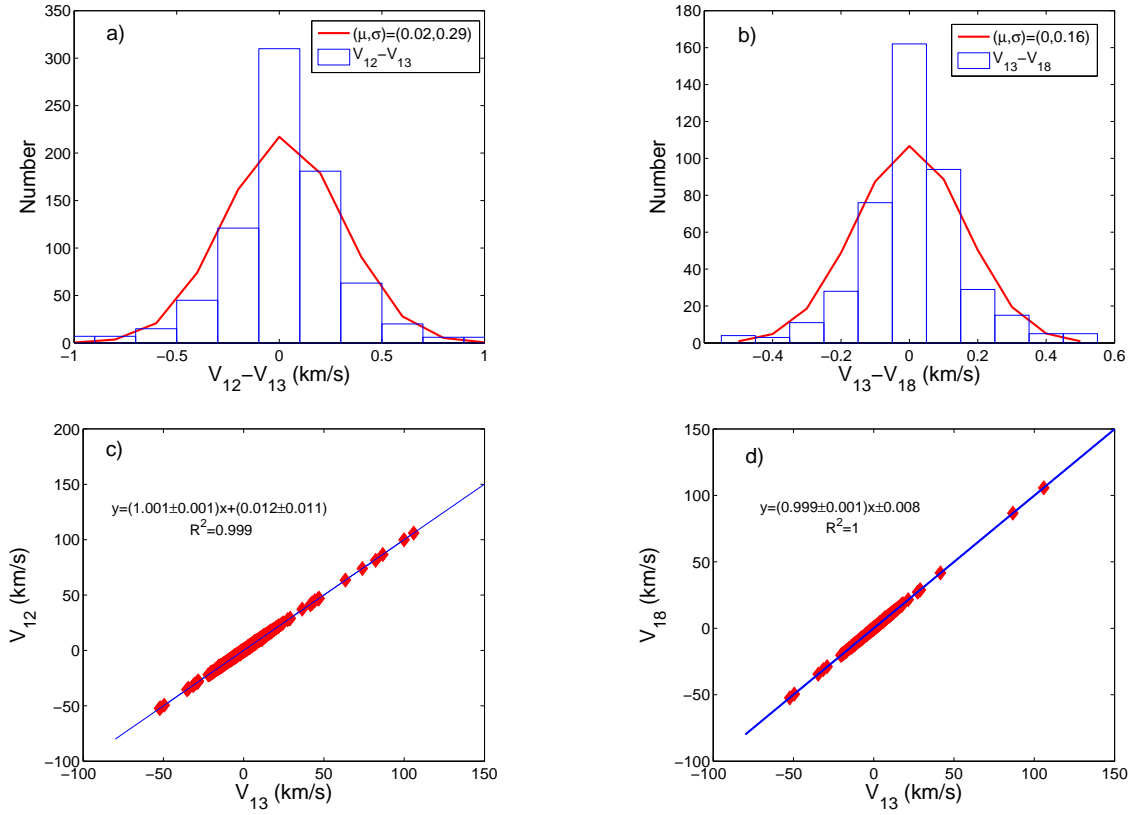 a)
(μ,σ)=(0.02,0.29)
V12−V13
Number
400
350
300
250
200
150
100
50
0
−1
−0.5
0
0.5
1
V12−V13 (km/s)
b)
(μ,σ)=(0,0.16)
V13−V18
Number
180
160
140
120
100
80
60
40
20
0
−0.4
−0.2
0
0.2
0.4
0.6
V13−V18 (km/s)
c)
y=(1.001±0.001)x+(0.012±0.011)
R2=0.999
V12 (km/s)
200
150
100
50
0
−50
−100
−100
−50
0
50
100
150
V13 (km/s)
d)
y=(0.999±0.001)x±0.008
R2=1
V18 (km/s)
150
100
50
0
−50
−100
−100
−50
0
50
100
150
V13 (km/s)